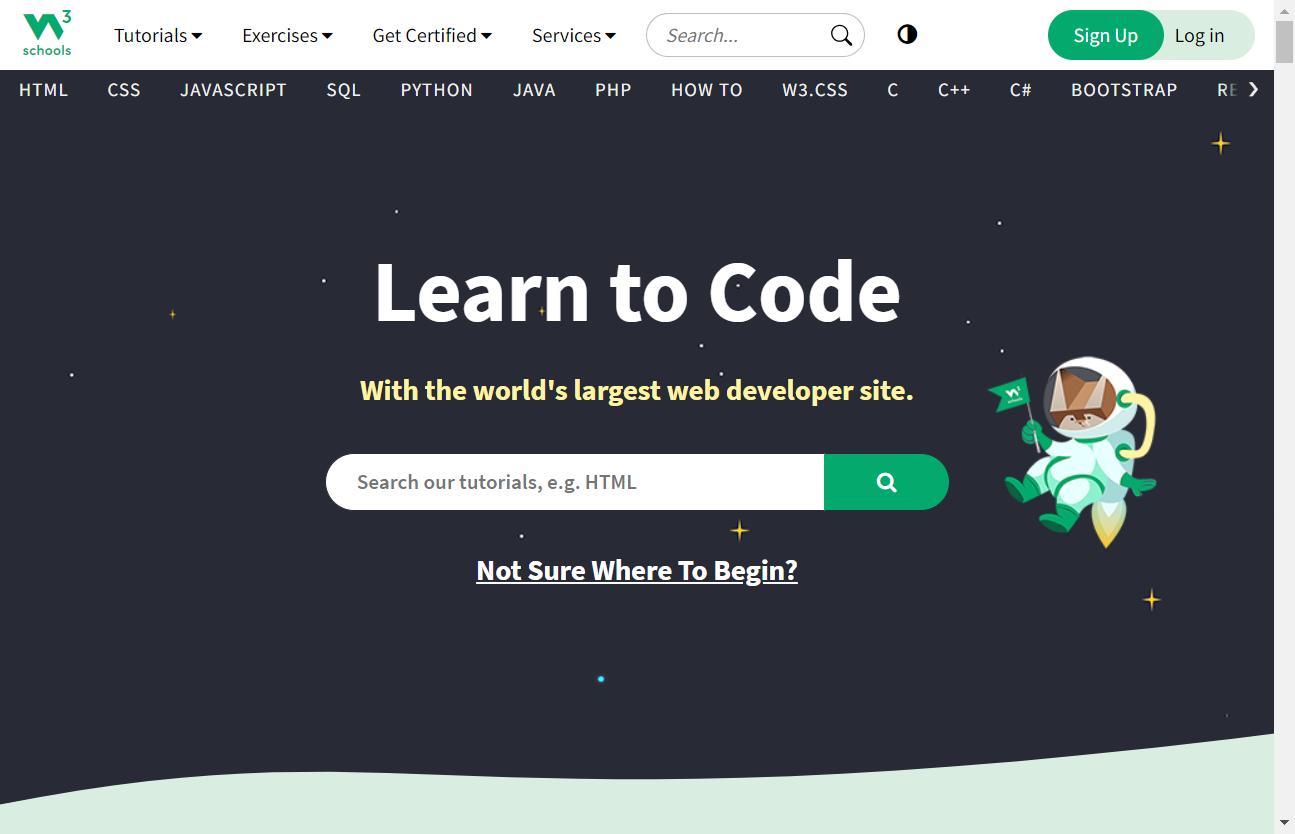 3
schools
Tutorials Exercises Get Certified Services Search... Sign Up Log in
HTML CSS JAVASCRIPT SQL PYTHON JAVA PHP HOW TO W3.CSS C C++ C# BOOTSTRAP
Learn to Code
With the world's largest web developer site.
Search our tutorials, e.g. HTML
Not Sure Where To Begin?